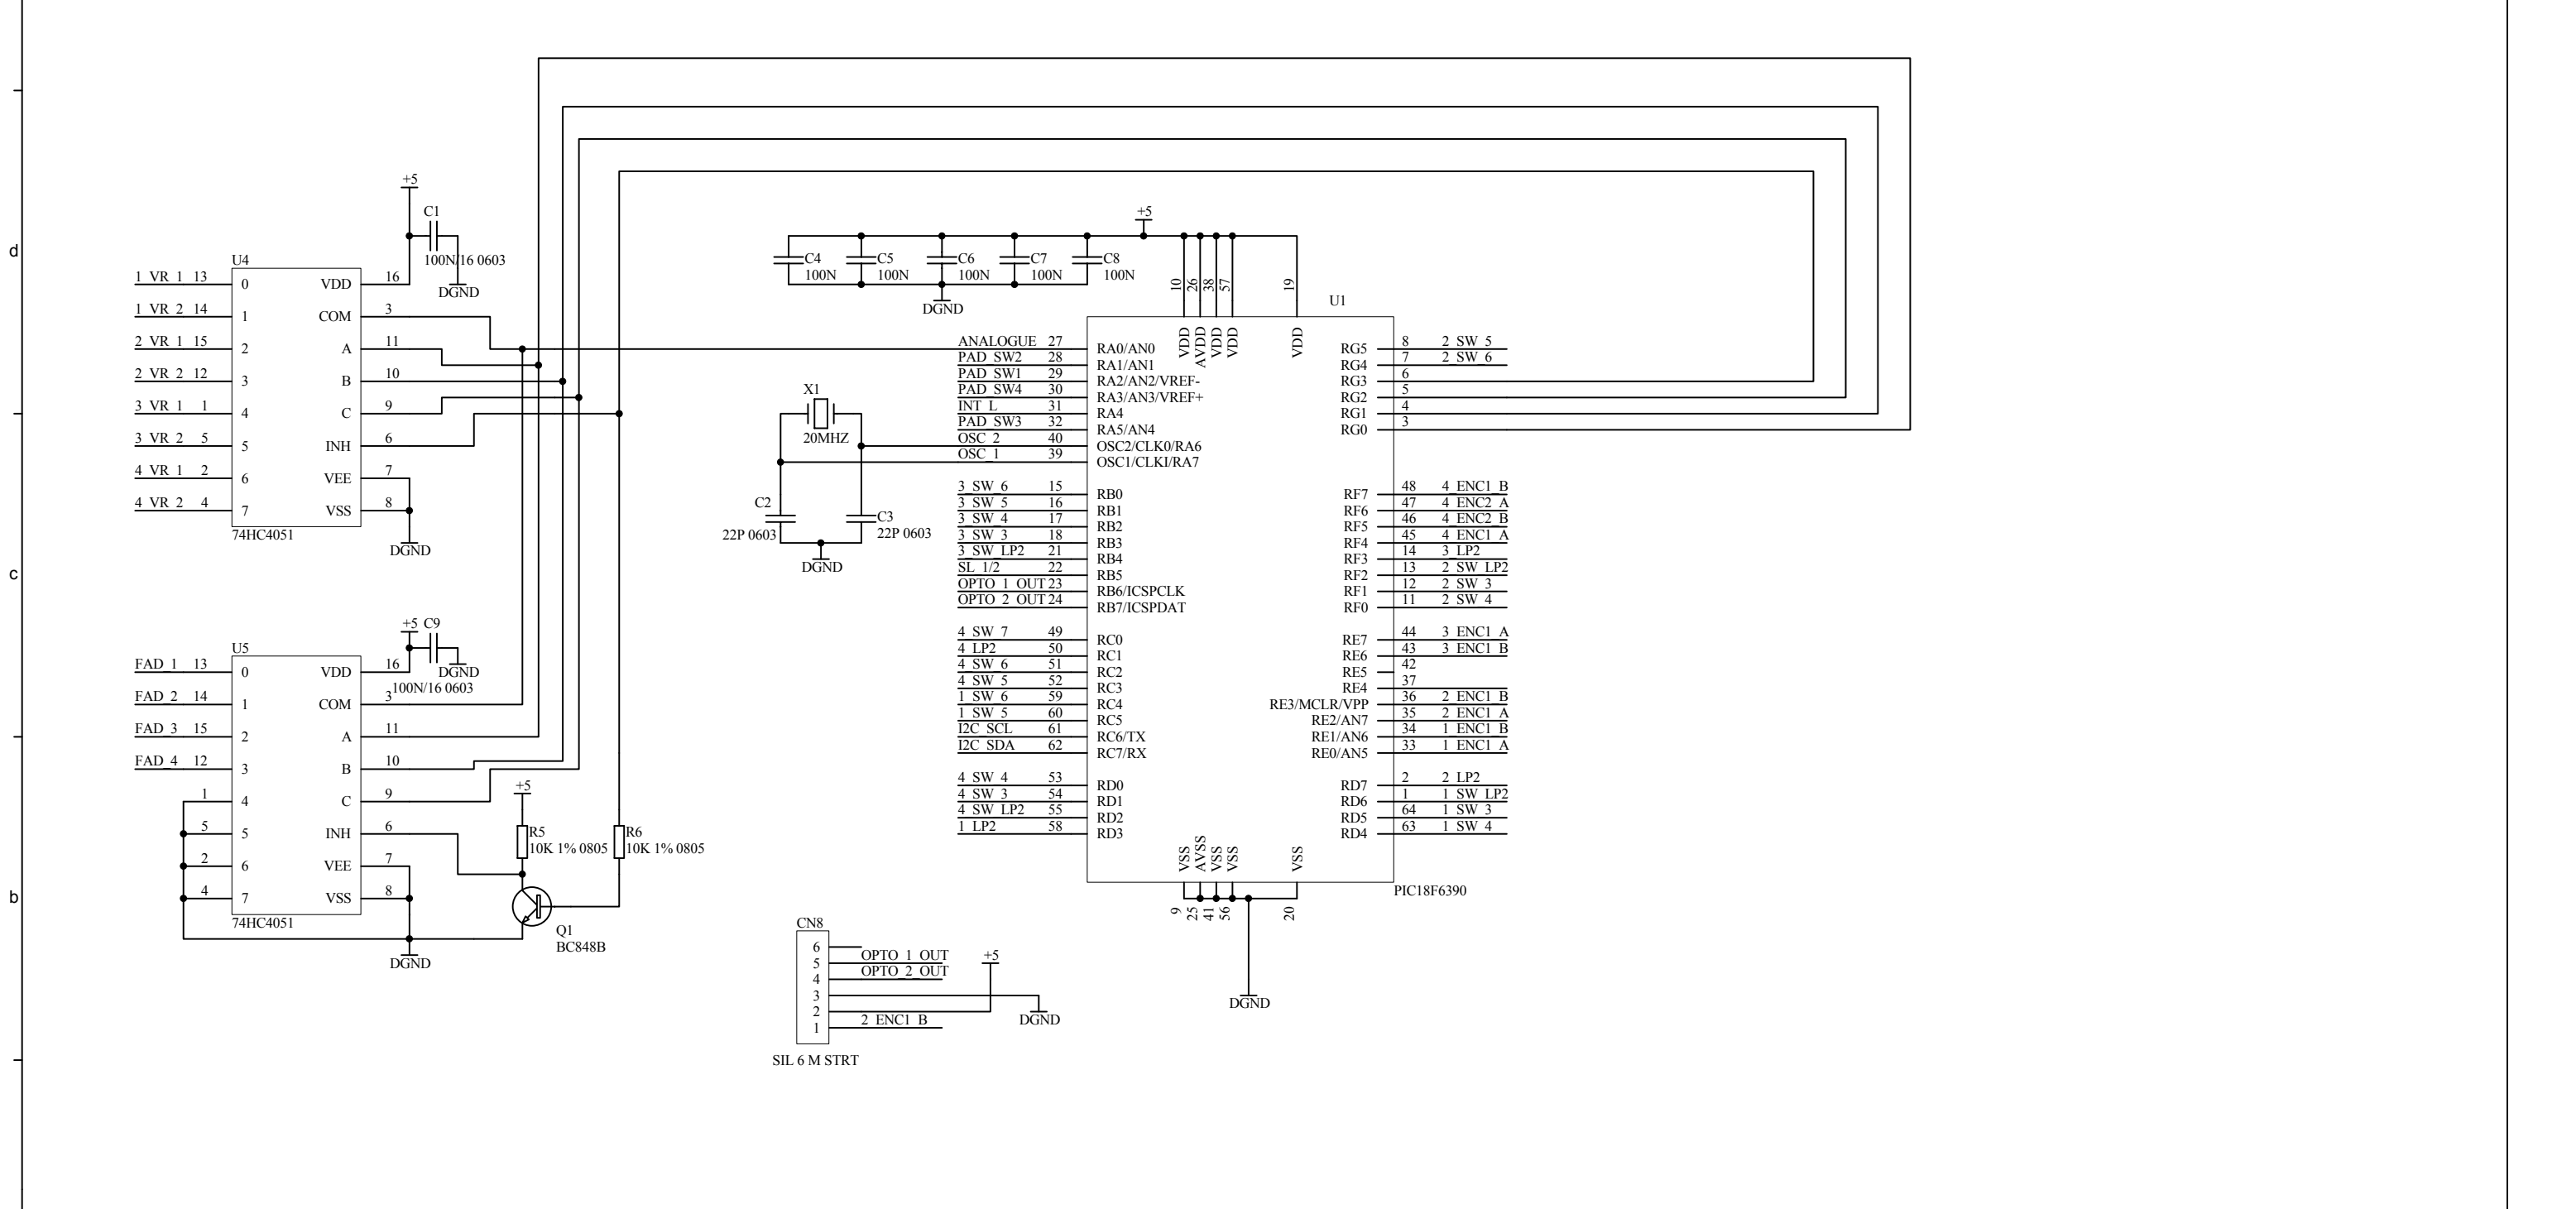 d
c
b
+5
C1
100N/16 0603
DGND
U4
1_VR_1 13 0 VDD 16
1_VR_2 14 1 COM 3
2_VR_1 15 2 A 11
2_VR_2 12 3 B 10
3_VR_1 1 4 C 9
3_VR_2 5 5 INH 6
4_VR_1 2 6 VEE 7
4_VR_2 4 7 VSS 8
74HC4051
DGND
+5 C9
DGND
100N/16 0603
U5
FAD_1 13 0 VDD 16
FAD_2 14 1 COM 3
FAD_3 15 2 A 11
FAD_4 12 3 B 10
1 4 C 9
5 5 INH 6
2 6 VEE 7
4 7 VSS 8
74HC4051
DGND
+5
R5
10K 1% 0805
R6
10K 1% 0805
Q1
BC848B
+5
C4
100N
C5
100N
C6
100N
C7
100N
C8
100N
DGND
X1
20MHZ
C2
22P 0603
C3
22P 0603
DGND
U1
10 26 38 57 19
VDD AVDD VDD VDD VDD
ANALOGUE 27 RA0/AN0
PAD_SW2 28 RA1/AN1
PAD_SW1 29 RA2/AN2/VREF-
PAD_SW4 30 RA3/AN3/VREF+
INT_L 31 RA4
PAD_SW3 32 RA5/AN4
OSC_2 40 OSC2/CLK0/RA6
OSC_1 39 OSC1/CLKI/RA7
3_SW_6 15 RB0
3_SW_5 16 RB1
3_SW_4 17 RB2
3_SW_3 18 RB3
3_SW_LP2 21 RB4
SL_1/2 22 RB5
OPTO_1_OUT 23 RB6/ICSPCLK
OPTO_2_OUT 24 RB7/ICSPDAT
4_SW_7 49 RC0
4_LP2 50 RC1
4_SW_6 51 RC2
4_SW_5 52 RC3
1_SW_6 59 RC4
1_SW_5 60 RC5
I2C_SCL 61 RC6/TX
I2C_SDA 62 RC7/RX
4_SW_4 53 RD0
4_SW_3 54 RD1
4_SW_LP2 55 RD2
1_LP2 58 RD3
RG5 8 2_SW_5
RG4 7 2_SW_6
RG3 6
RG2 5
RG1 4
RG0 3
RF7 48 4_ENC1_B
RF6 47 4_ENC2_A
RF5 46 4_ENC2_B
RF4 45 4_ENC1_A
RF3 14 3_LP2
RF2 13 2_SW_LP2
RF1 12 2_SW_3
RF0 11 2_SW_4
RE7 44 3_ENC1_A
RE6 43 3_ENC1_B
RE5 42
RE4 37
RE3/MCLR/VPP 36 2_ENC1_B
RE2/AN7 35 2_ENC1_A
RE1/AN6 34 1_ENC1_B
RE0/AN5 33 1_ENC1_A
RD7 2 2_LP2
RD6 1 1_SW_LP2
RD5 64 1_SW_3
RD4 63 1_SW_4
VSS AVSS VSS VSS VSS
9 25 41 56 20
PIC18F6390
DGND
CN8
6
5 OPTO_1_OUT
4 OPTO_2_OUT
3
2
1 2_ENC1_B
+5
DGND
SIL 6 M STRT